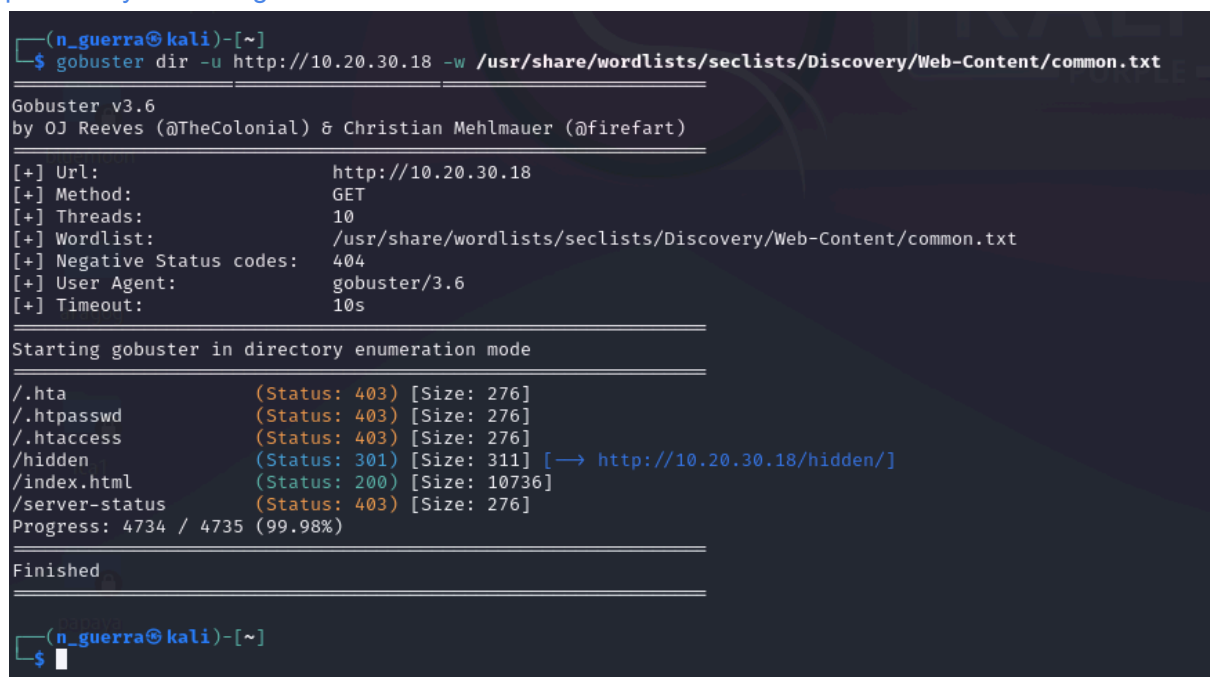 (n_guerra㉿kali)-[~]
$ gobuster dir -u http://10.20.30.18 -w /usr/share/wordlists/seclists/Discovery/Web-Content/common.txt
Gobuster v3.6
by OJ Reeves (@TheColonial) & Christian Mehlmauer (@firefart)
[+] Url: http://10.20.30.18
[+] Method: GET
[+] Threads: 10
[+] Wordlist: /usr/share/wordlists/seclists/Discovery/Web-Content/common.txt
[+] Negative Status codes: 404
[+] User Agent: gobuster/3.6
[+] Timeout: 10s
Starting gobuster in directory enumeration mode
/.hta (Status: 403) [Size: 276]
/.htpasswd (Status: 403) [Size: 276]
/.htaccess (Status: 403) [Size: 276]
/hidden (Status: 301) [Size: 311] [--> http://10.20.30.18/hidden/]
/index.html (Status: 200) [Size: 10736]
/server-status (Status: 403) [Size: 276]
Progress: 4734 / 4735 (99.98%)
Finished
(n_guerra㉿kali)-[~]
$
KALI
PURPLE